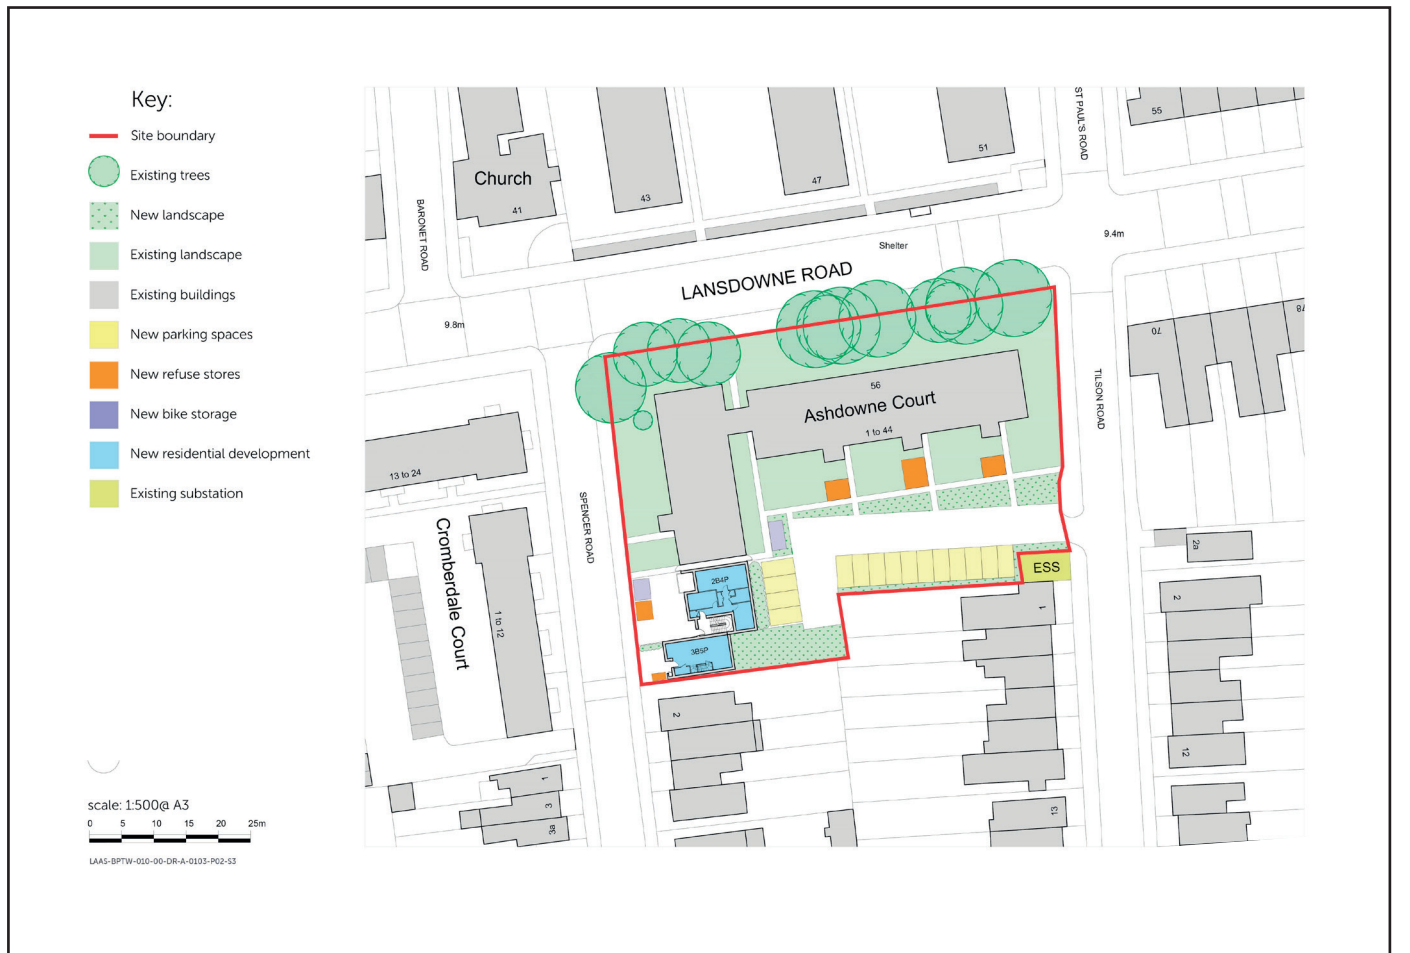 Key:
Site boundary
Existing trees
New landscape
Existing landscape
Existing buildings
New parking spaces
New refuse stores
New bike storage
New residential development
Existing substation
scale: 1:500@ A3
0 5 10 15 20 25m
LAAS-BPTW-010-00-DR-A-0103-P02-S3
Church
41
43
47
51
55
ST PAUL'S ROAD
BARONET ROAD
Shelter
9.4m
LANSDOWNE ROAD
9.8m
56
Ashdowne Court
1 to 44
70
78
TILSON ROAD
13 to 24
SPENCER ROAD
Cromberdale Court
1 to 12
2B4P
3B5P
ESS
2a
1
2
2
12
13
1
3
3a